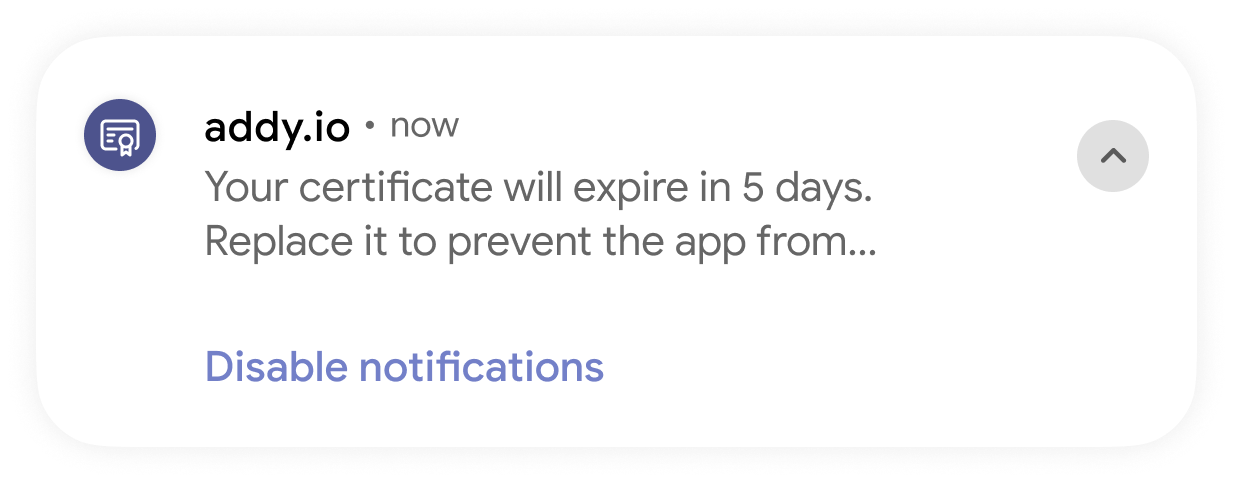 addy.io • now
Your certificate will expire in 5 days.
Replace it to prevent the app from...
Disable notifications